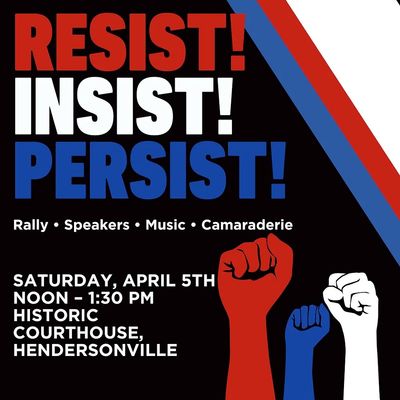 RESIST!
INSIST!
PERSIST!
Rally • Speakers • Music • Camaraderie
SATURDAY, APRIL 5TH
NOON – 1:30 PM
HISTORIC
COURTHOUSE,
HENDERSONVILLE